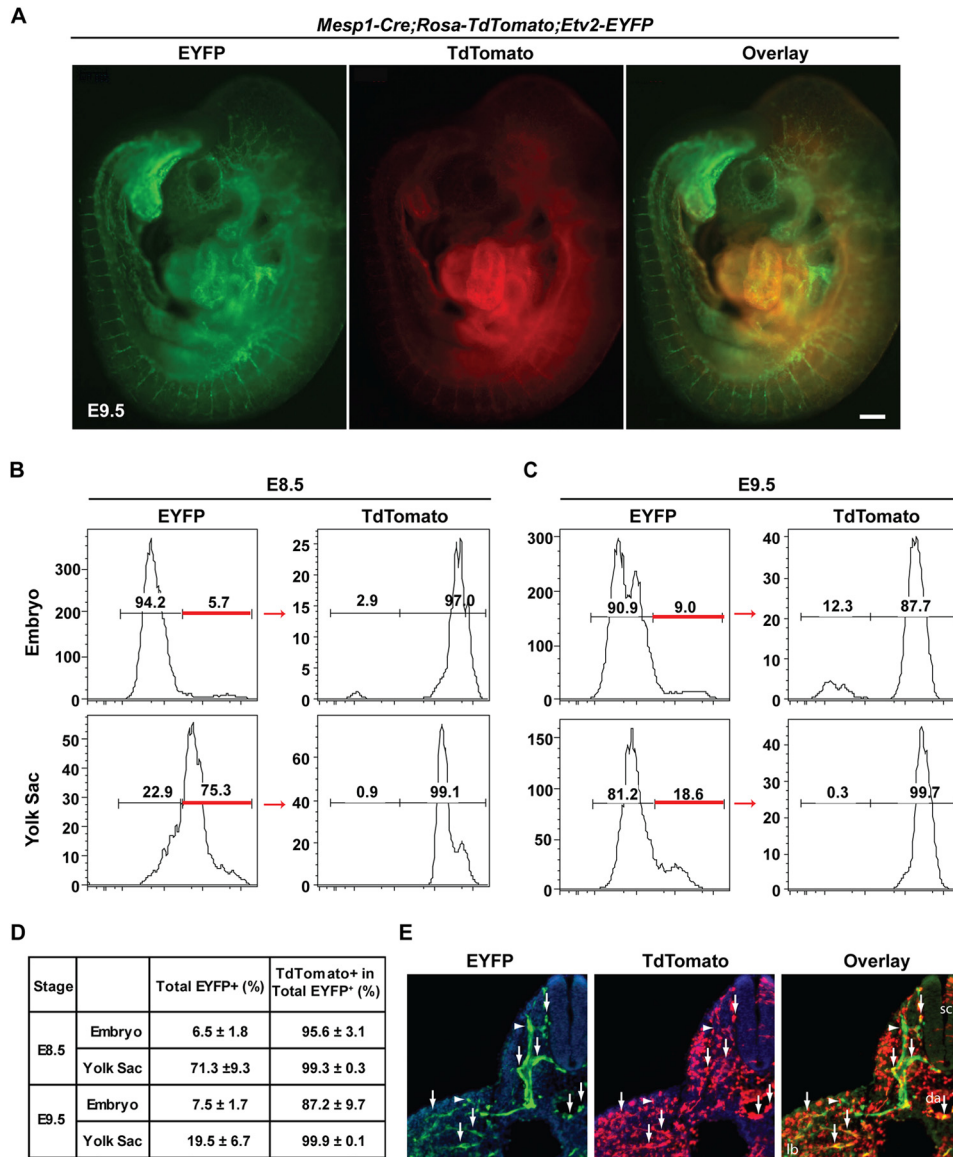 A
Mesp1-Cre;Rosa-TdTomato;Etv2-EYFP
EYFP TdTomato Overlay
E9.5
B
E8.5
EYFP TdTomato
Embryo
300
200
100
0
94.2 5.7
25
20
15
10
5
0
2.9 97.0
Yolk Sac
50
40
30
20
10
0
22.9 75.3
70
60
50
40
30
20
10
0
0.9 99.1
C
E9.5
EYFP TdTomato
300
250
200
150
100
50
0
90.9 9.0
40
30
20
10
0
12.3 87.7
150
100
50
0
81.2 18.6
40
30
20
10
0
0.3 99.7
D
Stage Total EYFP+ (%) TdTomato+ in Total EYFP⁺ (%)
E8.5 Embryo 6.5 ± 1.8 95.6 ± 3.1
Yolk Sac 71.3 ±9.3 99.3 ± 0.3
E9.5 Embryo 7.5 ± 1.7 87.2 ± 9.7
Yolk Sac 19.5 ± 6.7 99.9 ± 0.1
E
EYFP TdTomato Overlay
sc
da
lb